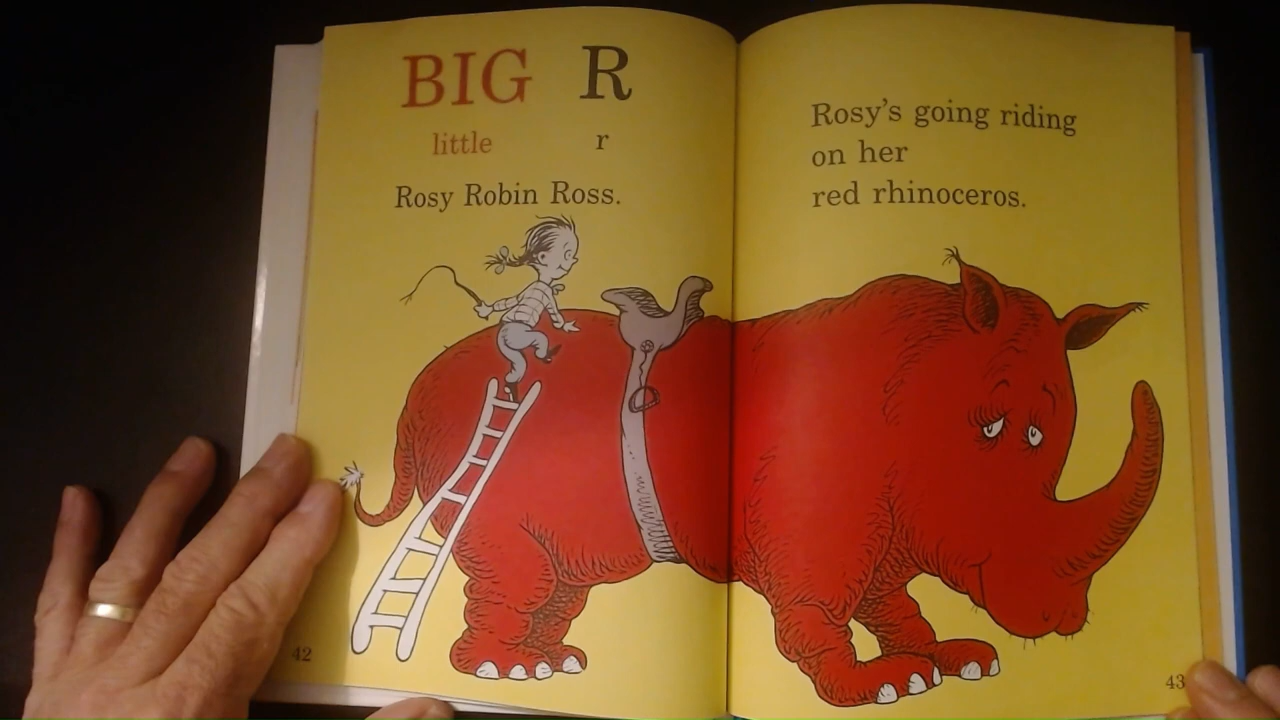 BIG R
little r
Rosy Robin Ross.
42
Rosy's going riding
on her
red rhinoceros.
43